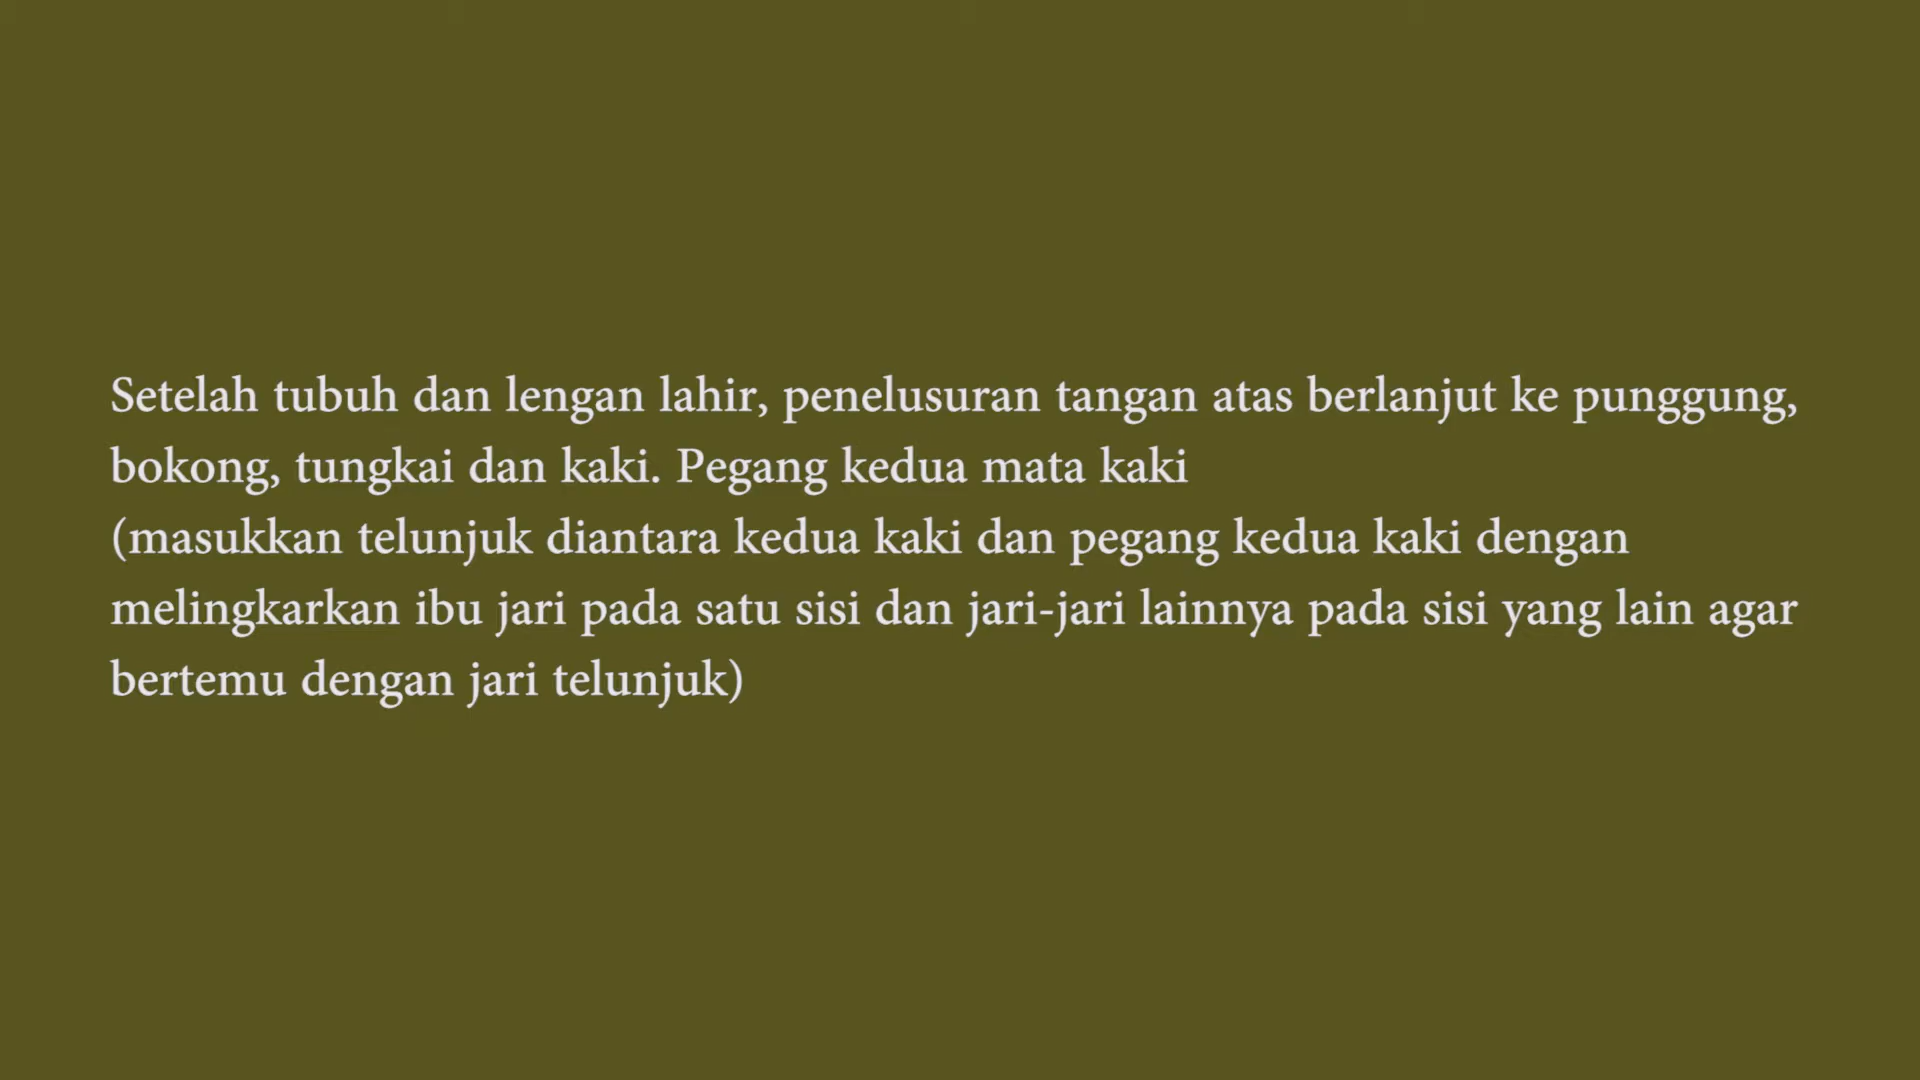 Setelah tubuh dan lengan lahir, penelusuran tangan atas berlanjut ke punggung,
bokong, tungkai dan kaki. Pegang kedua mata kaki
(masukkan telunjuk diantara kedua kaki dan pegang kedua kaki dengan
melingkarkan ibu jari pada satu sisi dan jari-jari lainnya pada sisi yang lain agar
bertemu dengan jari telunjuk)